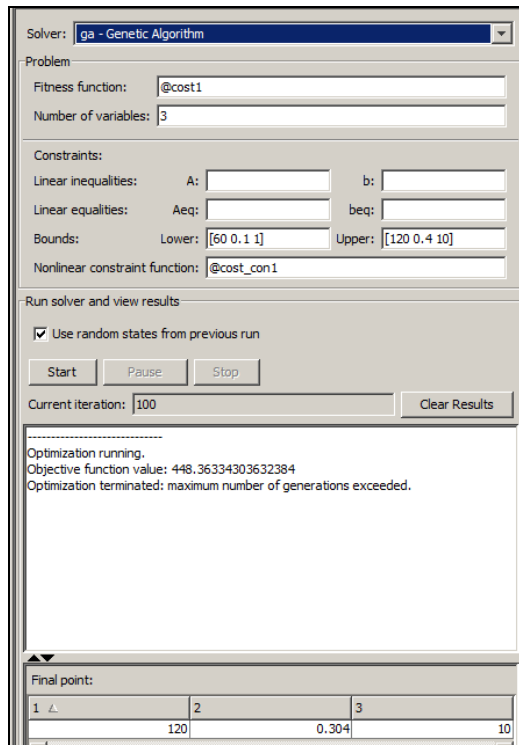 Solver: ga - Genetic Algorithm
Problem
Fitness function: @cost1
Number of variables: 3
Constraints:
Linear inequalities: A: b:
Linear equalities: Aeq: beq:
Bounds: Lower: [60 0.1 1] Upper: [120 0.4 10]
Nonlinear constraint function: @cost_con1
Run solver and view results
Use random states from previous run
Start Pause Stop
Current iteration: 100 Clear Results
-----------------------------
Optimization running.
Objective function value: 448.36334303632384
Optimization terminated: maximum number of generations exceeded.
Final point:
1 2 3
120 0.304 10